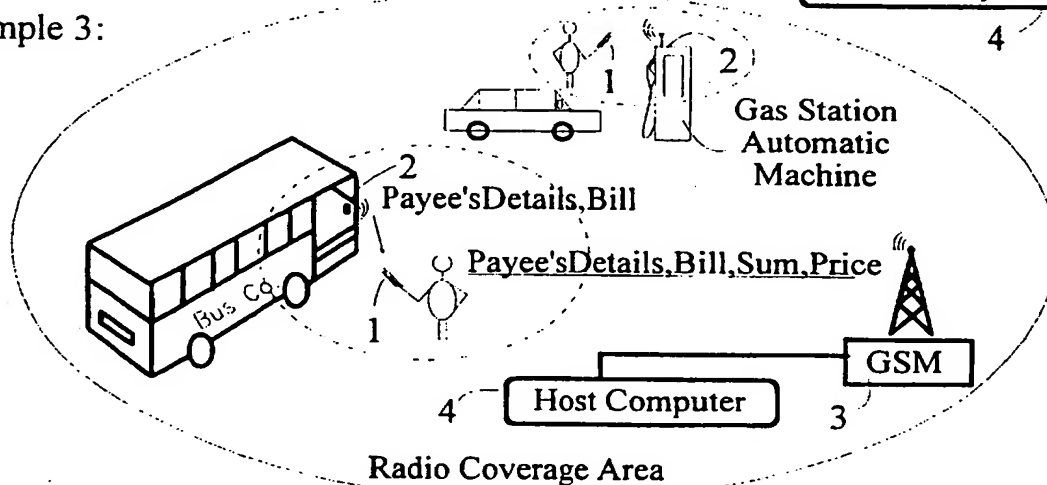 mple 3:
4
1
2
Gas Station
Automatic
Machine
2
Payee'sDetails,Bill
Payee'sDetails,Bill,Sum,Price
Bus Co.
1
GSM
4
Host Computer
3
Radio Coverage Area